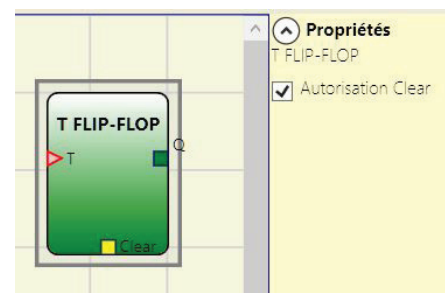 Propriétés
T FLIP-FLOP
Autorisation Clear
T FLIP-FLOP
Q
T
Clear